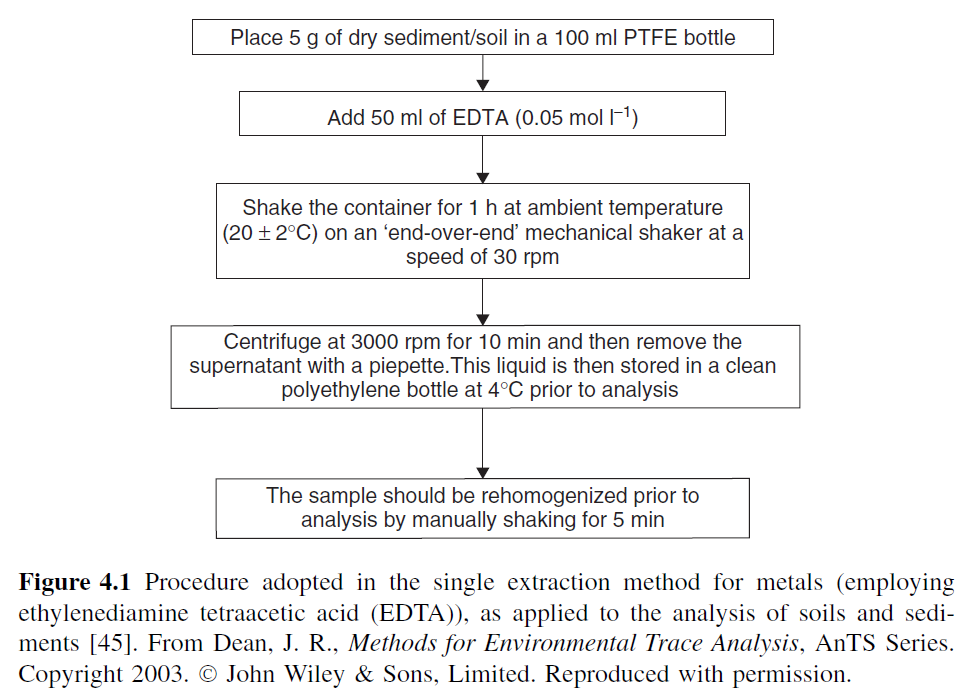 Place 5 g of dry sediment/soil in a 100 ml PTFE bottle
Add 50 ml of EDTA (0.05 mol l⁻¹)
Shake the container for 1 h at ambient temperature
(20 ± 2°C) on an ‘end-over-end’ mechanical shaker at a
speed of 30 rpm
Centrifuge at 3000 rpm for 10 min and then remove the
supernatant with a piepette.This liquid is then stored in a clean
polyethylene bottle at 4°C prior to analysis
The sample should be rehomogenized prior to
analysis by manually shaking for 5 min
Figure 4.1 Procedure adopted in the single extraction method for metals (employing
ethylenediamine tetraacetic acid (EDTA)), as applied to the analysis of soils and sedi-
ments [45]. From Dean, J. R., Methods for Environmental Trace Analysis, AnTS Series.
Copyright 2003. © John Wiley & Sons, Limited. Reproduced with permission.